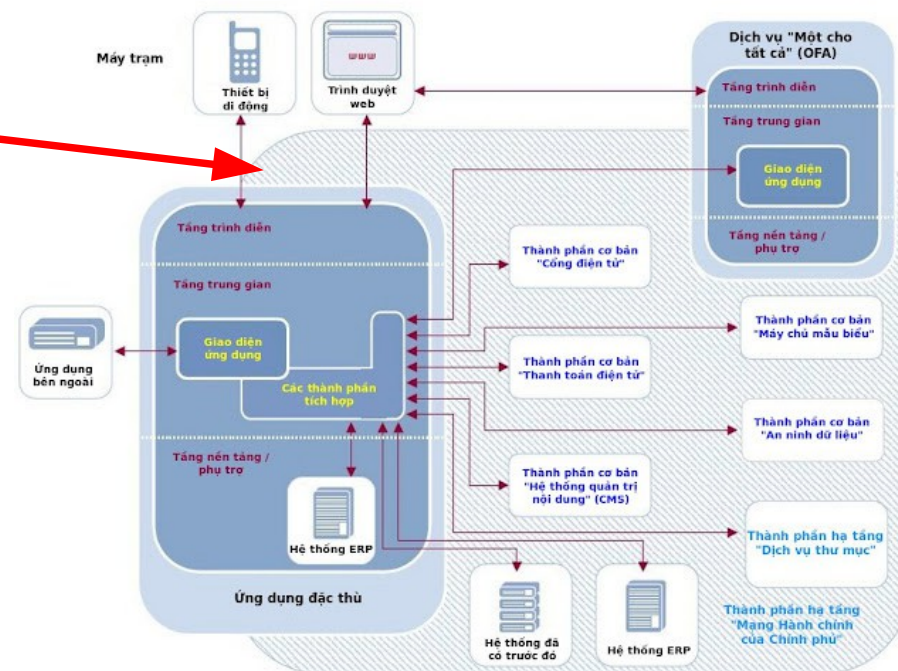 Máy trạm
Thiết bị
di động
WWW
Trình duyệt
web
Dịch vụ "Một cho
tất cả" (OFA)
Tầng trình diễn
Tầng trung gian
Giao diện
ứng dụng
Tầng nền tảng /
phụ trợ
Tầng trình diễn
Tầng trung gian
Giao diện
ứng dụng
Các thành phần
tích hợp
Tầng nền tảng /
phụ trợ
Hệ thống ERP
Ứng dụng đặc thù
Ứng dụng
bên ngoài
Thành phần cơ bản
"Cổng điện tử"
Thành phần cơ bản
"Máy chủ mẫu biểu"
Thành phần cơ bản
"Thanh toán điện tử"
Thành phần cơ bản
"An ninh dữ liệu"
Thành phần cơ bản
"Hệ thống quản trị
nội dung" (CMS)
Thành phần hạ tầng
"Dịch vụ thư mục"
Hệ thống đã
có trước đó
Hệ thống ERP
Thành phần hạ tầng
"Mạng Hành chính
của Chính phủ"